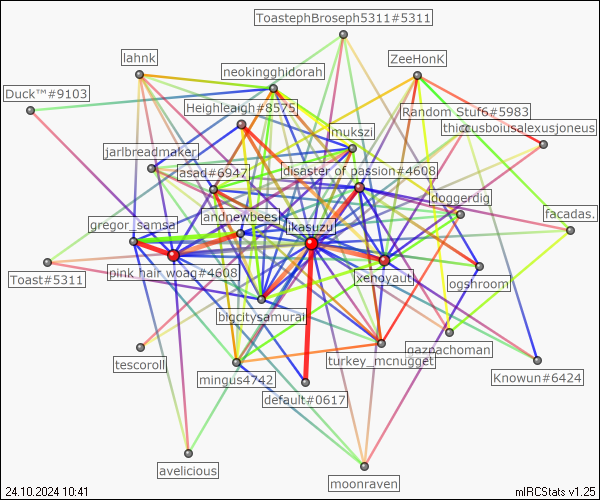 ToastephBroseph5311#5311
lahnk
ZeeHonK
neokingghidorah
Duck™#9103
Heighleaigh#8575
Random Stuf6#5983
mukszi
thiccusboiusalexusjoneus
jarlbreadmaker
asad#6947
disaster of passion#4608
doggerdig
andnewbees
facadas.
gregor_samsa
likasuzu
pink hair woag#4608
Toast#5311
xenoyaut
ogshroom
bigcitysamurai
gaznachoman
tescoroll
turkey_mcnugget
mingus4742
Knowun#6424
default#0617
avelicious
moonraven
24.10.2024 10:41
mIRCStats v1.25